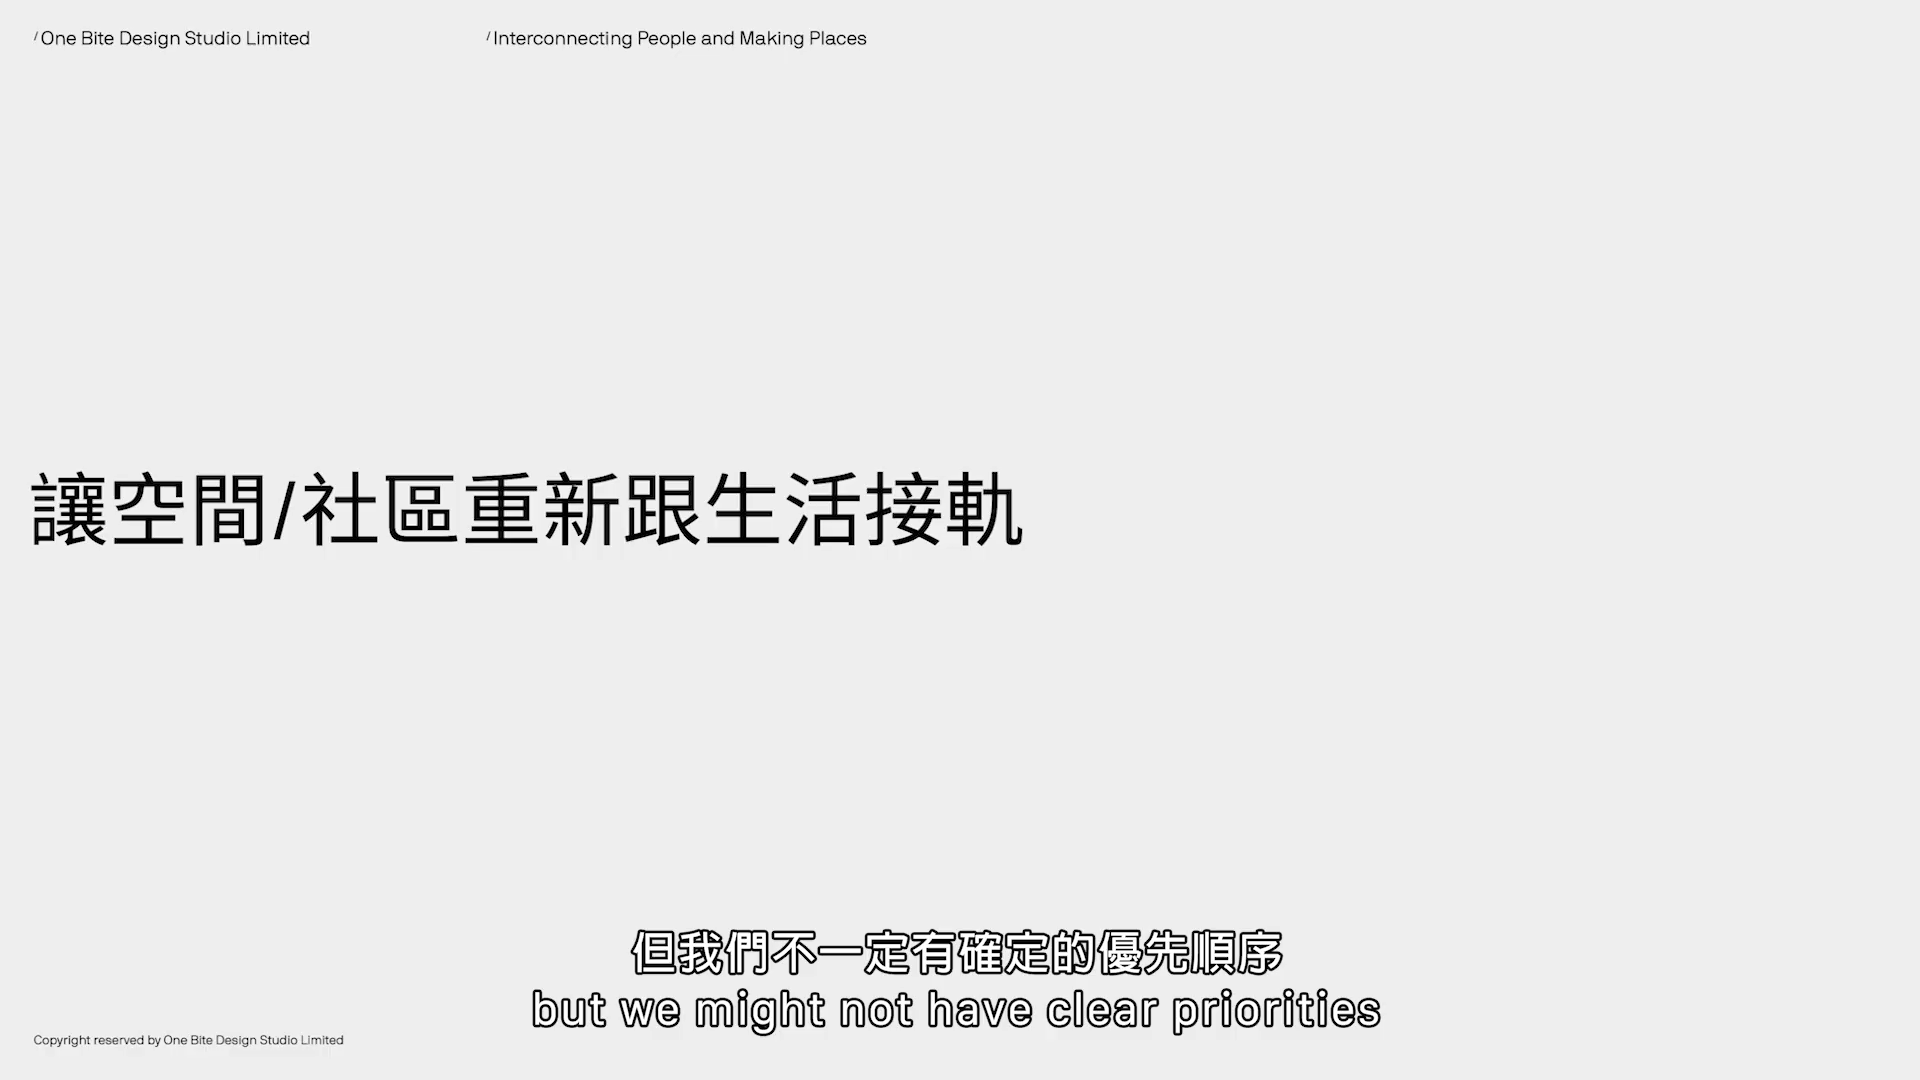 /One Bite Design Studio Limited
/Interconnecting People and Making Places
讓空間/社區重新跟生活接軌
但我們不一定有確定的優先順序
but we might not have clear priorities
Copyright reserved by One Bite Design Studio Limited